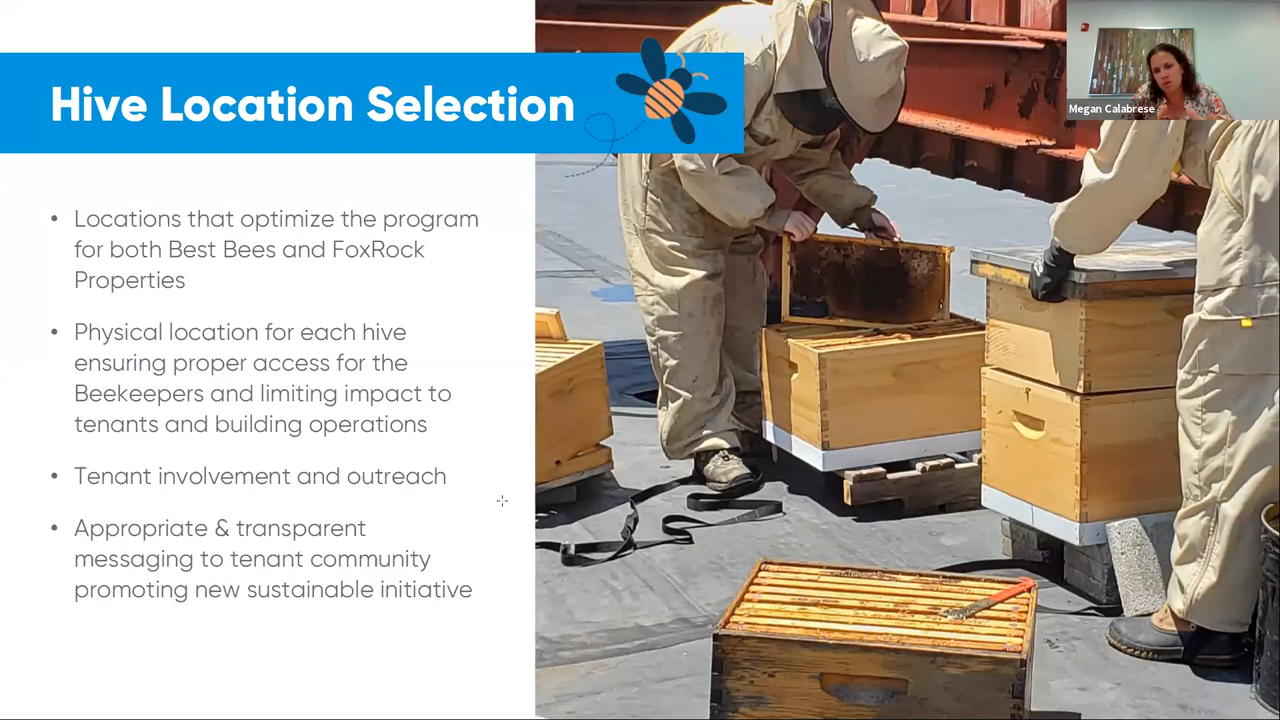 Hive Location Selection
Megan Calabrese
• Locations that optimize the program
for both Best Bees and FoxRock
Properties
• Physical location for each hive
ensuring proper access for the
Beekeepers and limiting impact to
tenants and building operations
• Tenant involvement and outreach
• Appropriate & transparent
messaging to tenant community
promoting new sustainable initiative